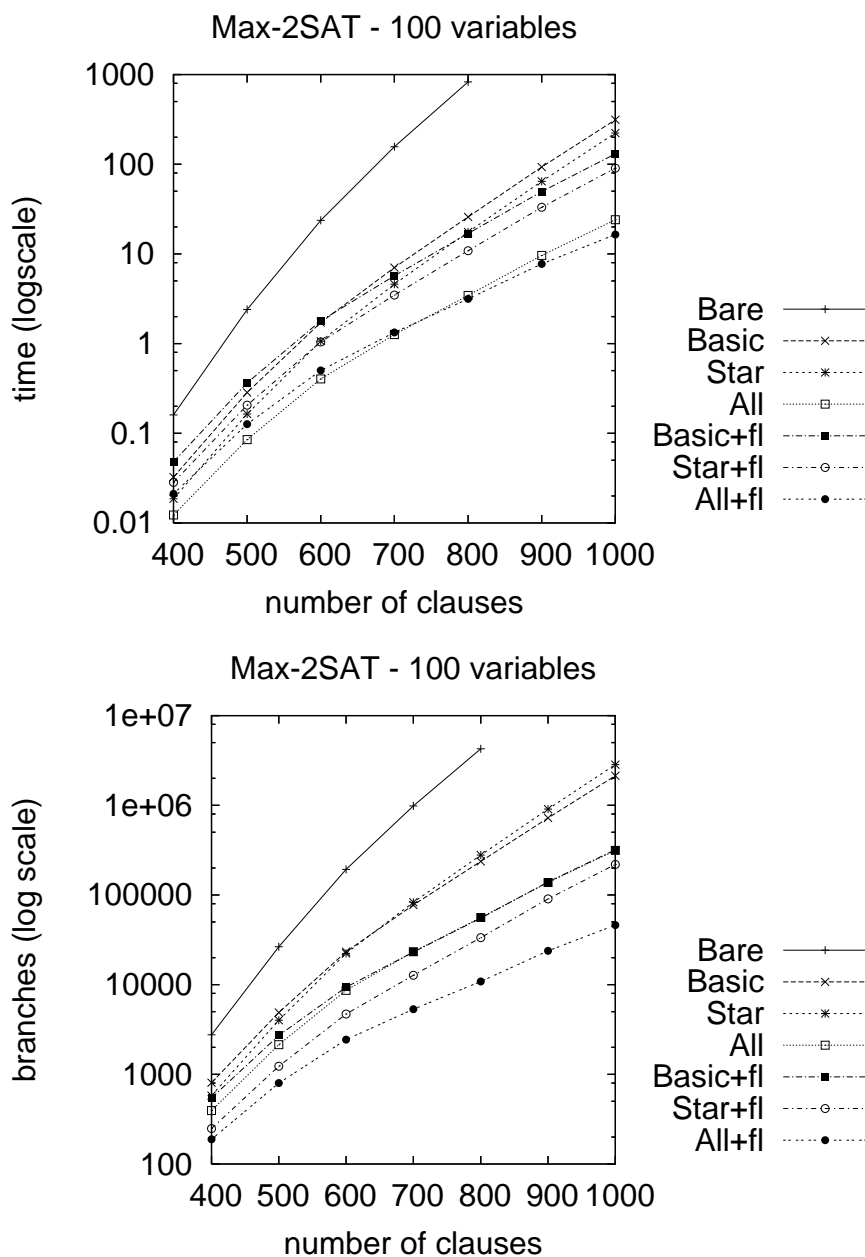 Max-2SAT - 100 variables
time (logscale)
1000
100
10
1
0.1
0.01
400 500 600 700 800 900 1000
number of clauses
Bare
Basic
Star
All
Basic+fl
Star+fl
All+fl
Max-2SAT - 100 variables
branches (log scale)
1e+07
1e+06
100000
10000
1000
100
400 500 600 700 800 900 1000
number of clauses
Bare
Basic
Star
All
Basic+fl
Star+fl
All+fl